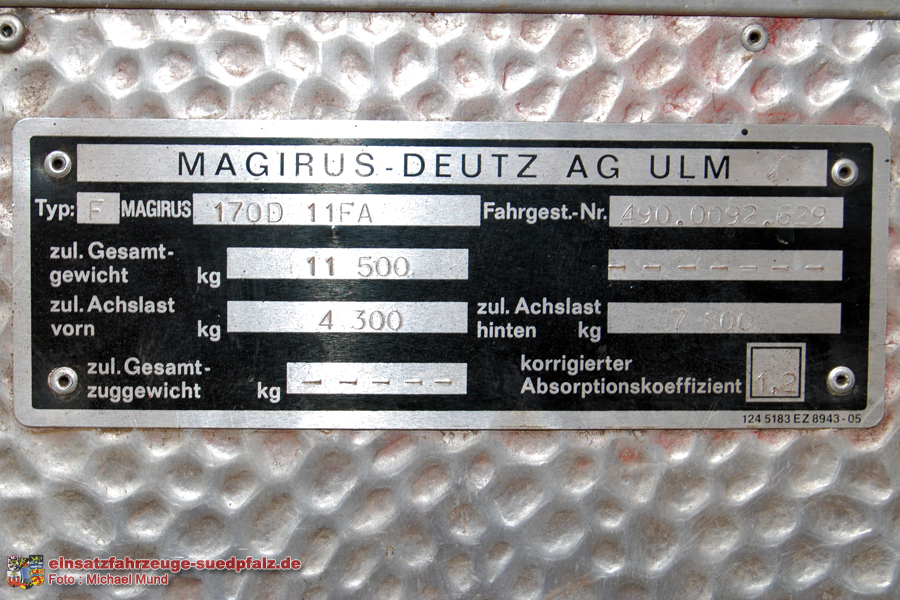 MAGIRUS-DEUTZ AG ULM
Typ: F MAGIRUS 170D 11FA Fahrgest.-Nr. 490.0092.629
zul. Gesamt-
gewicht kg 11 500 – – – – – –
zul. Achslast
vorn kg 4 300 zul. Achslast
hinten kg
zul. Gesamt-
zuggewicht kg – – – – – korrigierter
Absorptionskoeffizient 1,2
124 5183 EZ 8943-05
einsatzfahrzeuge-suedpfalz.de
Foto : Michael Mund